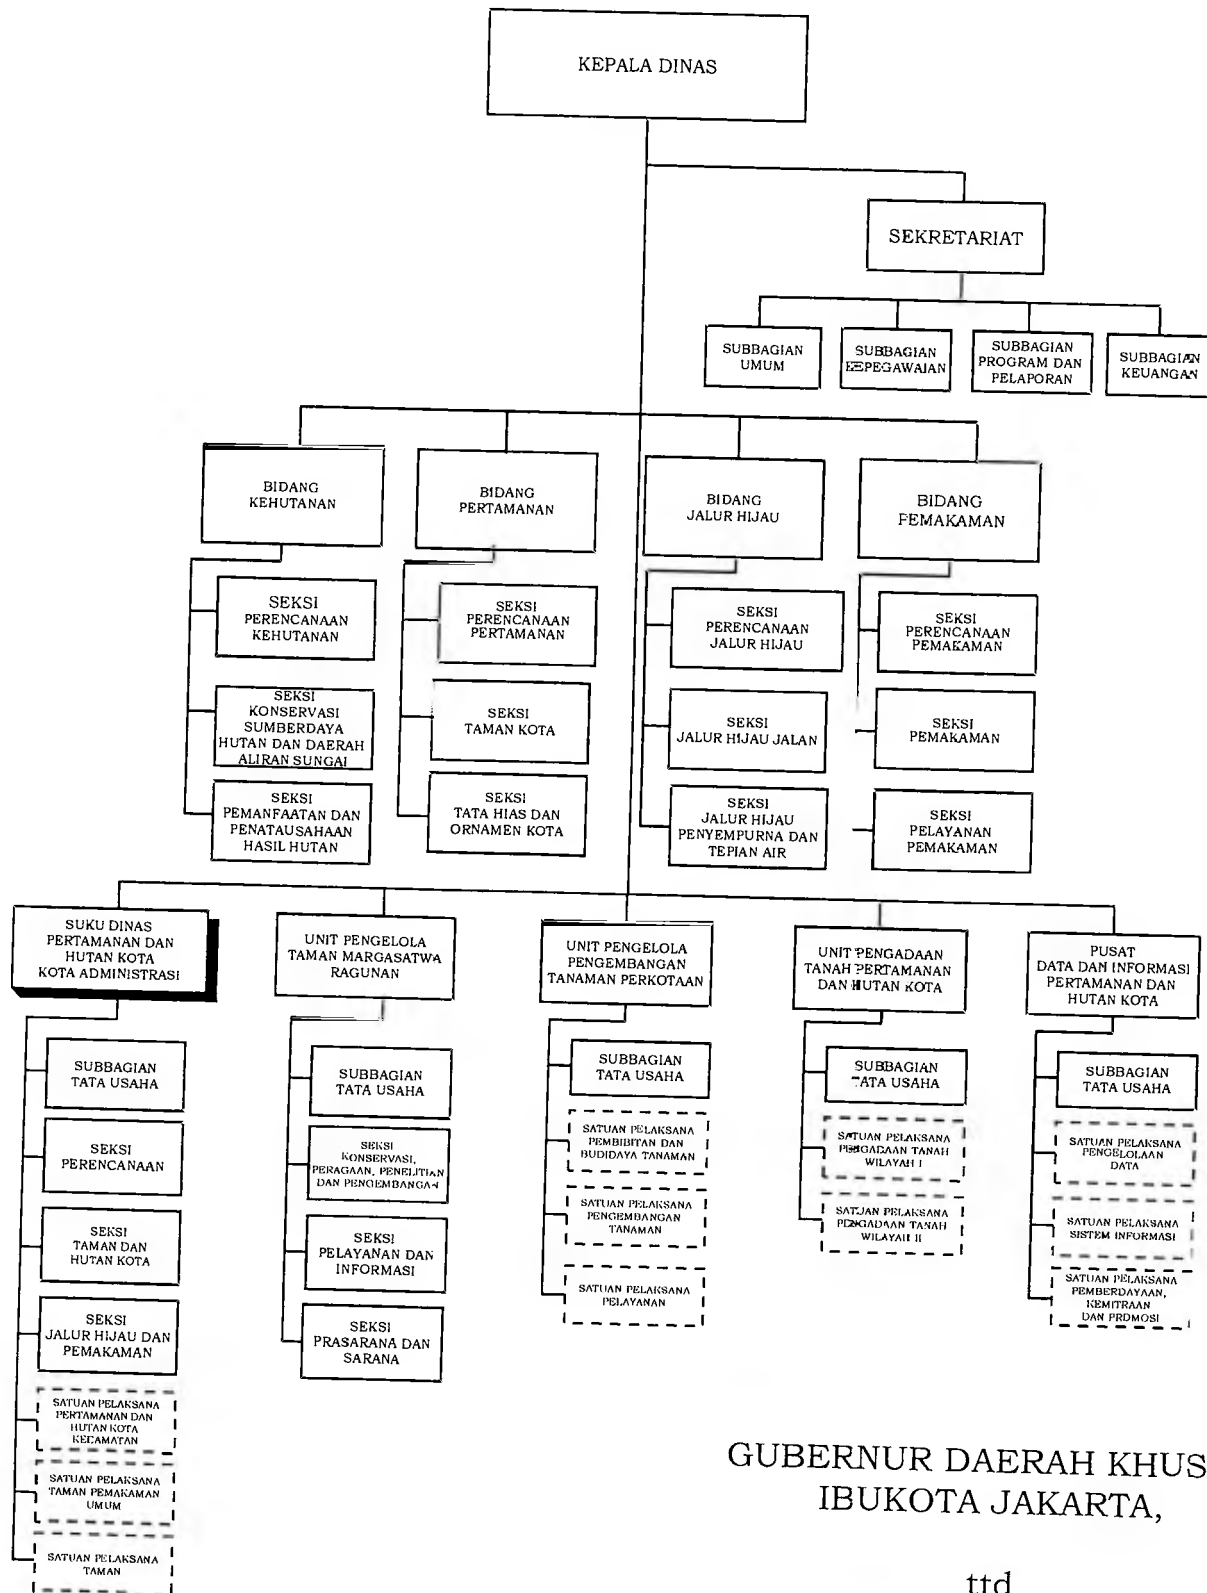 KEPALA DINAS
SEKRETARIAT
SUBBAGIAN
UMUM
SUBBAGIAN
KEPEGAWAIAN
SUBBAGIAN
PROGRAM DAN
PELAPORAN
SUBBAGIAN
KEUANGAN
BIDANG
KEHUTANAN
BIDANG
PERTAMANAN
BIDANG
JALUR HIJAU
BIDANG
PEMAKAMAN
SEKSI
PERENCANAAN
KEHUTANAN
SEKSI
KONSERVASI
SUMBERDAYA
HUTAN DAN DAERAH
ALIRAN SUNGAI
SEKSI
PEMANFAATAN DAN
PENATAUSAHAAN
HASIL HUTAN
SEKSI
PERENCANAAN
PERTAMANAN
SEKSI
TAMAN KOTA
SEKSI
TATA HIAS DAN
ORNAMEN KOTA
SEKSI
PERENCANAAN
JALUR HIJAU
SEKSI
JALUR HIJAU JALAN
SEKSI
JALUR HIJAU
PENYEMPURNA DAN
TEPIAN AIR
SEKSI
PERENCANAAN
PEMAKAMAN
SEKSI
PEMAKAMAN
SEKSI
PELAYANAN
PEMAKAMAN
SUKU DINAS
PERTAMANAN DAN
HUTAN KOTA
KOTA ADMINISTRASI
SUBBAGIAN
TATA USAHA
SEKSI
PERENCANAAN
SEKSI
TAMAN DAN
HUTAN KOTA
SEKSI
JALUR HIJAU DAN
PEMAKAMAN
SATUAN PELAKSANA
PERTAMANAN DAN
HUTAN KOTA
KECAMATAN
SATUAN PELAKSANA
TAMAN PEMAKAMAN
UMUM
SATUAN PELAKSANA
TAMAN
UNIT PENGELOLA
TAMAN MARGASATWA
RAGUNAN
SUBBAGIAN
TATA USAHA
SEKSI
KONSERVASI,
PERAGAAN, PENELITIAN
DAN PENGEMBANGAN
SEKSI
PELAYANAN DAN
INFORMASI
SEKSI
PRASARANA DAN
SARANA
UNIT PENGELOLA
PENGEMBANGAN
TANAMAN PERKOTAAN
SUBBAGIAN
TATA USAHA
SATUAN PELAKSANA
PEMBIBITAN DAN
BUDIDAYA TANAMAN
SATUAN PELAKSANA
PENGEMBANGAN
TANAMAN
SATUAN PELAKSANA
PELAYANAN
UNIT PENGADAAN
TANAH PERTAMANAN
DAN HUTAN KOTA
SUBBAGIAN
TATA USAHA
SATUAN PELAKSANA
PENGADAAN TANAH
WILAYAH I
SATUAN PELAKSANA
PENGADAAN TANAH
WILAYAH II
PUSAT
DATA DAN INFORMASI
PERTAMANAN DAN
HUTAN KOTA
SUBBAGIAN
TATA USAHA
SATUAN PELAKSANA
PENGELOLAAN
DATA
SATUAN PELAKSANA
SISTEM INFORMASI
SATUAN PELAKSANA
PEMBERDAYAAN,
KEMITRAAN
DAN PROMOSI
GUBERNUR DAERAH KHUS
IBUKOTA JAKARTA,
ttd